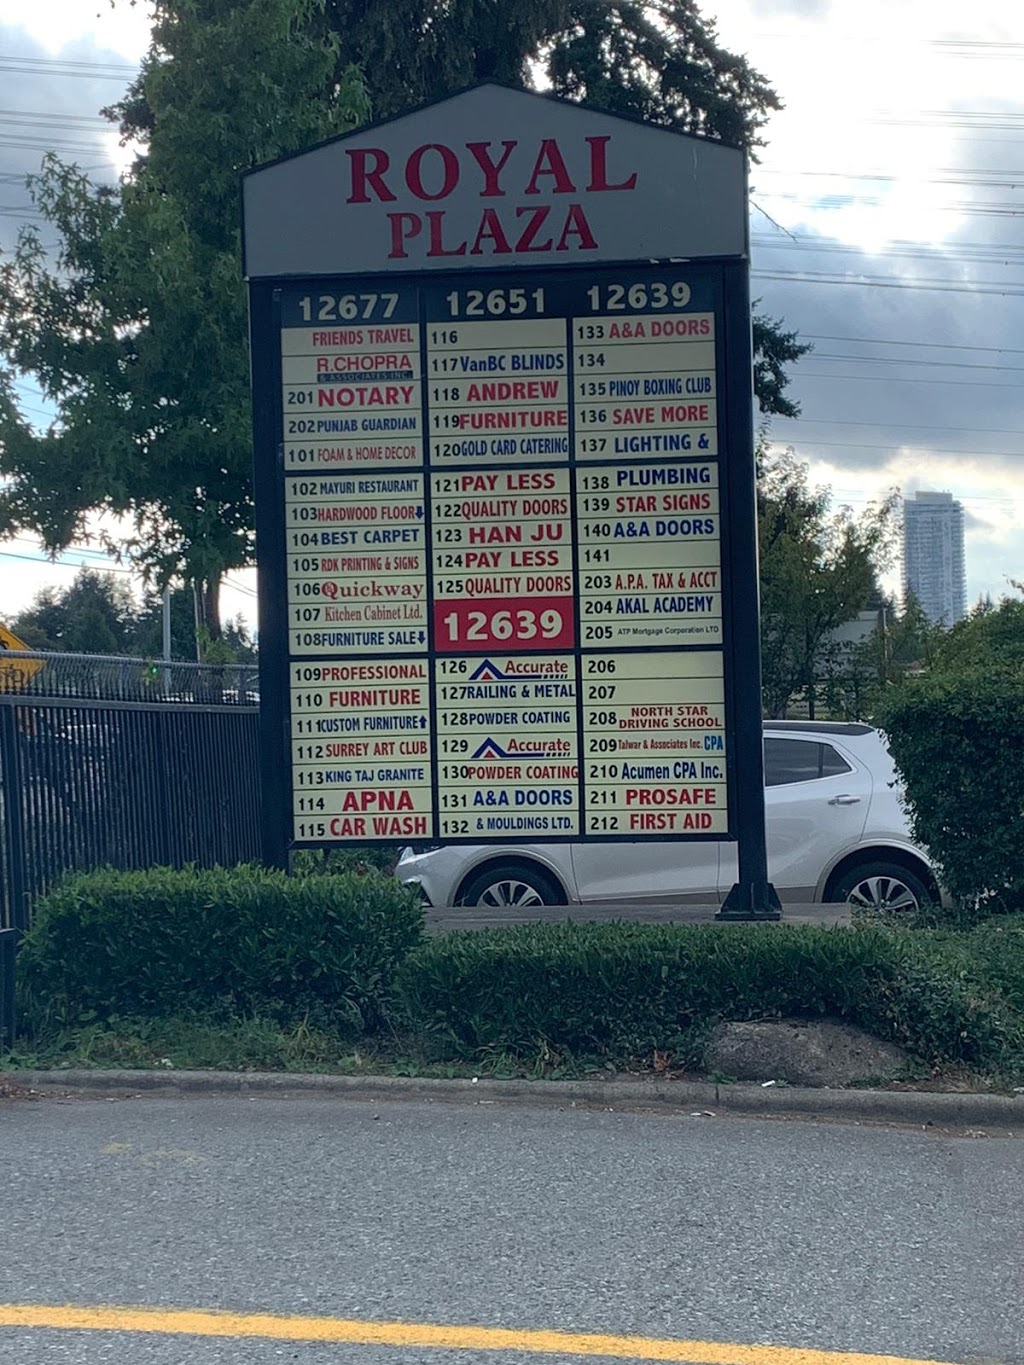 ROYAL
PLAZA
12677
FRIENDS TRAVEL
R.CHOPRA
& ASSOCIATES INC.
201 NOTARY
202 PUNJAB GUARDIAN
101 FOAM & HOME DECOR
102 MAYURI RESTAURANT
103 HARDWOOD FLOOR
104 BEST CARPET
105 RDK PRINTING & SIGNS
106 Quickway
107 Kitchen Cabinet Ltd.
108 FURNITURE SALE
109 PROFESSIONAL
110 FURNITURE
111 CUSTOM FURNITURE
112 SURREY ART CLUB
113 KING TAJ GRANITE
114 APNA
115 CAR WASH
12651
116
117 VanBC BLINDS
118 ANDREW
119 FURNITURE
120 GOLD CARD CATERING
121 PAY LESS
122 QUALITY DOORS
123 HAN JU
124 PAY LESS
125 QUALITY DOORS
12639
126 Accurate
127 RAILING & METAL
128 POWDER COATING
129 Accurate
130 POWDER COATING
131 A&A DOORS
132 & MOULDINGS LTD.
12639
133 A&A DOORS
134
135 PINOY BOXING CLUB
136 SAVE MORE
137 LIGHTING &
138 PLUMBING
139 STAR SIGNS
140 A&A DOORS
141
203 A.P.A. TAX & ACCT
204 AKAL ACADEMY
205 ATP Mortgage Corporation LTD
206
207
208 NORTH STAR
DRIVING SCHOOL
209 Talwar & Associates Inc. CPA
210 Acumen CPA Inc.
211 PROSAFE
212 FIRST AID